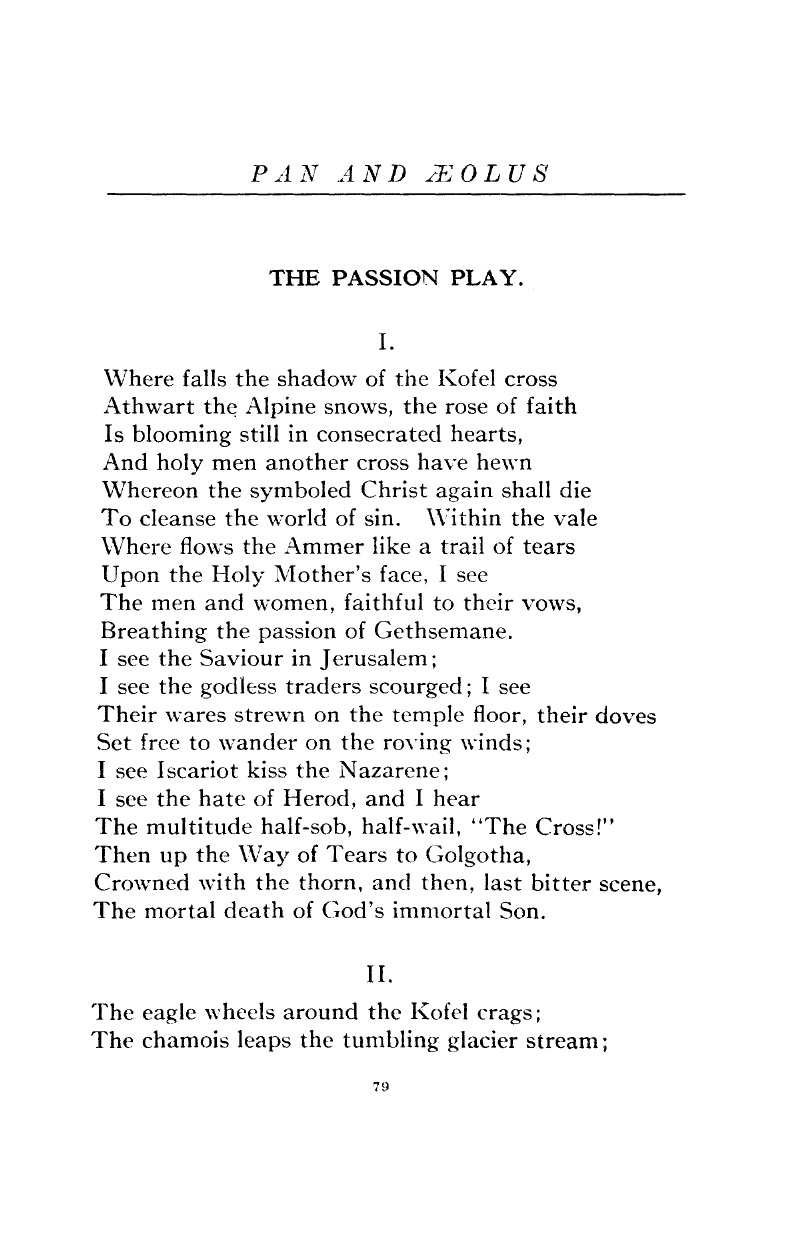 PAN AND ÆOLUS
THE PASSION PLAY.
I.
Where falls the shadow of the Kofel cross
Athwart the Alpine snows, the rose of faith
Is blooming still in consecrated hearts,
And holy men another cross have hewn
Whereon the symboled Christ again shall die
To cleanse the world of sin. Within the vale
Where flows the Ammer like a trail of tears
Upon the Holy Mother's face, I see
The men and women, faithful to their vows,
Breathing the passion of Gethsemane.
I see the Saviour in Jerusalem;
I see the godless traders scourged; I see
Their wares strewn on the temple floor, their doves
Set free to wander on the roving winds;
I see Iscariot kiss the Nazarene;
I see the hate of Herod, and I hear
The multitude half-sob, half-wail, "The Cross!"
Then up the Way of Tears to Golgotha,
Crowned with the thorn, and then, last bitter scene,
The mortal death of God's immortal Son.
II.
The eagle wheels around the Kofel crags;
The chamois leaps the tumbling glacier stream;
79